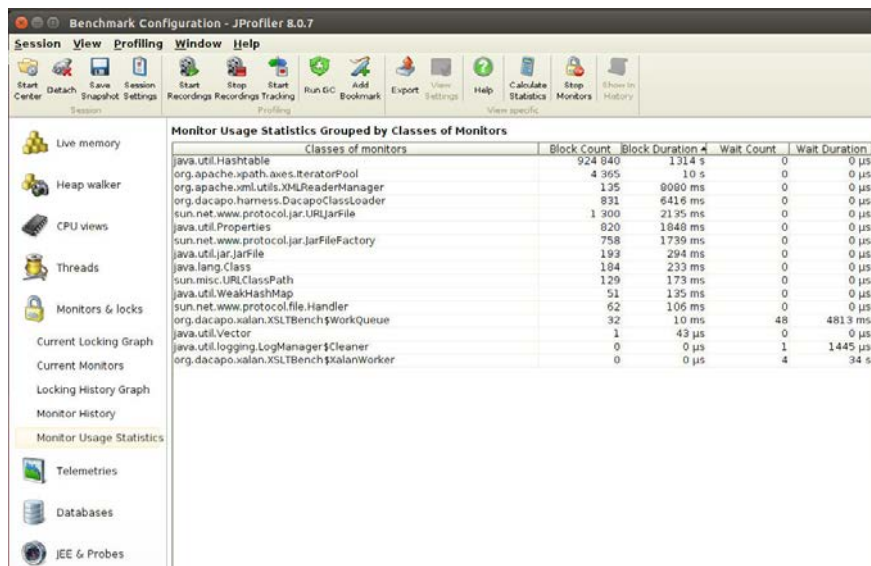 Benchmark Configuration - JProfiler 8.0.7
Session View Profiling Window Help
Start Center Detach Save Snapshot Session Settings Start Recordings Stop Recordings Start Tracking Run GC Add Bookmark Export View Settings Help Calculate Statistics Stop Monitors Show in History
Session Profiling View specific
Live memory
Heap walker
CPU views
Threads
Monitors & locks
Current Locking Graph
Current Monitors
Locking History Graph
Monitor History
Monitor Usage Statistics
Telemetries
Databases
JEE & Probes
Monitor Usage Statistics Grouped by Classes of Monitors
Classes of monitors Block Count Block Duration Wait Count Wait Duration
java.util.Hashtable 924 840 1314 s 0 0 µs
org.apache.xpath.axes.IteratorPool 4 365 10 s 0 0 µs
org.apache.xml.utils.XMLReaderManager 135 8080 ms 0 0 µs
org.dacapo.harness.DacapoClassLoader 831 6416 ms 0 0 µs
sun.net.www.protocol.jar.URLJarFile 1 300 2135 ms 0 0 µs
java.util.Properties 820 1848 ms 0 0 µs
sun.net.www.protocol.jar.JarFileFactory 758 1739 ms 0 0 µs
java.util.jar.JarFile 193 294 ms 0 0 µs
java.lang.Class 184 233 ms 0 0 µs
sun.misc.URLClassPath 129 173 ms 0 0 µs
java.util.WeakHashMap 51 135 ms 0 0 µs
sun.net.www.protocol.file.Handler 62 106 ms 0 0 µs
org.dacapo.xalan.XSLTBench$WorkQueue 32 10 ms 48 4813 ms
java.util.Vector 1 43 µs 0 0 µs
java.util.logging.LogManager$Cleaner 0 0 µs 1 1445 µs
org.dacapo.xalan.XSLTBench$XalanWorker 0 0 µs 4 34 s